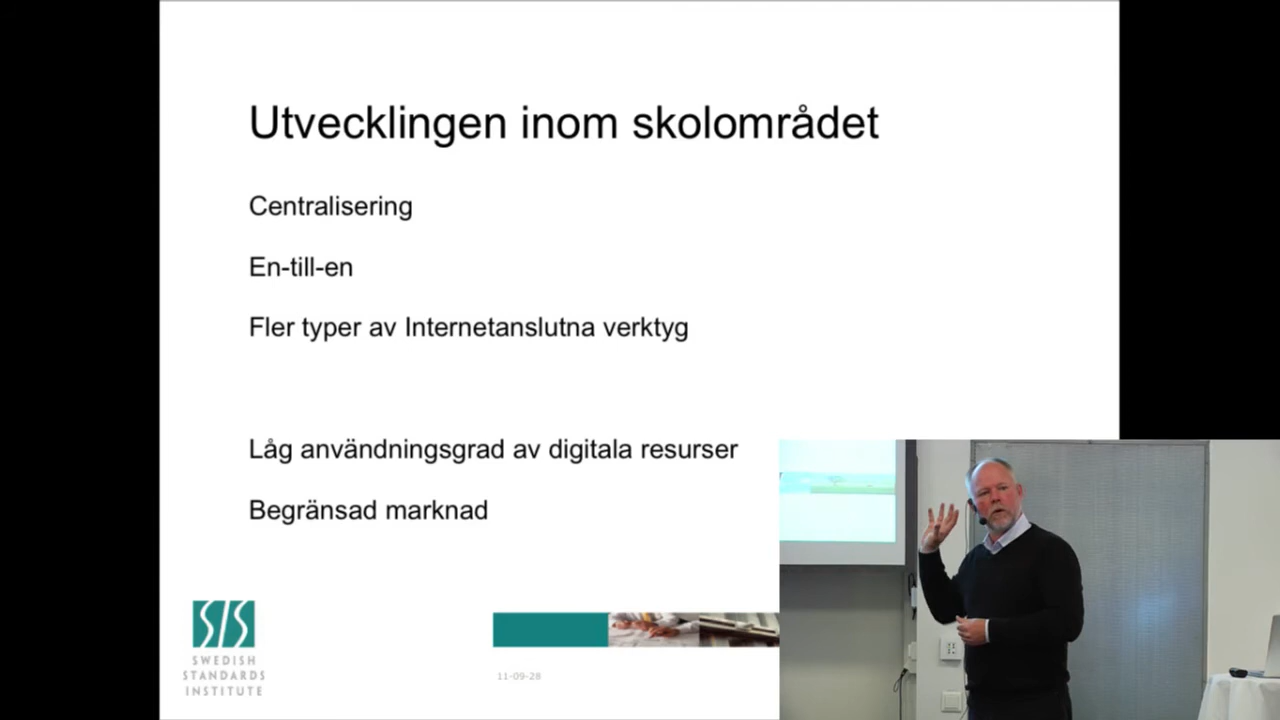 Utvecklingen inom skolområdet
Centralisering
En-till-en
Fler typer av Internetanslutna verktyg
Låg användningsgrad av digitala resurser
Begränsad marknad
SIS
SWEDISH
STANDARDS
INSTITUTE
11-09-28